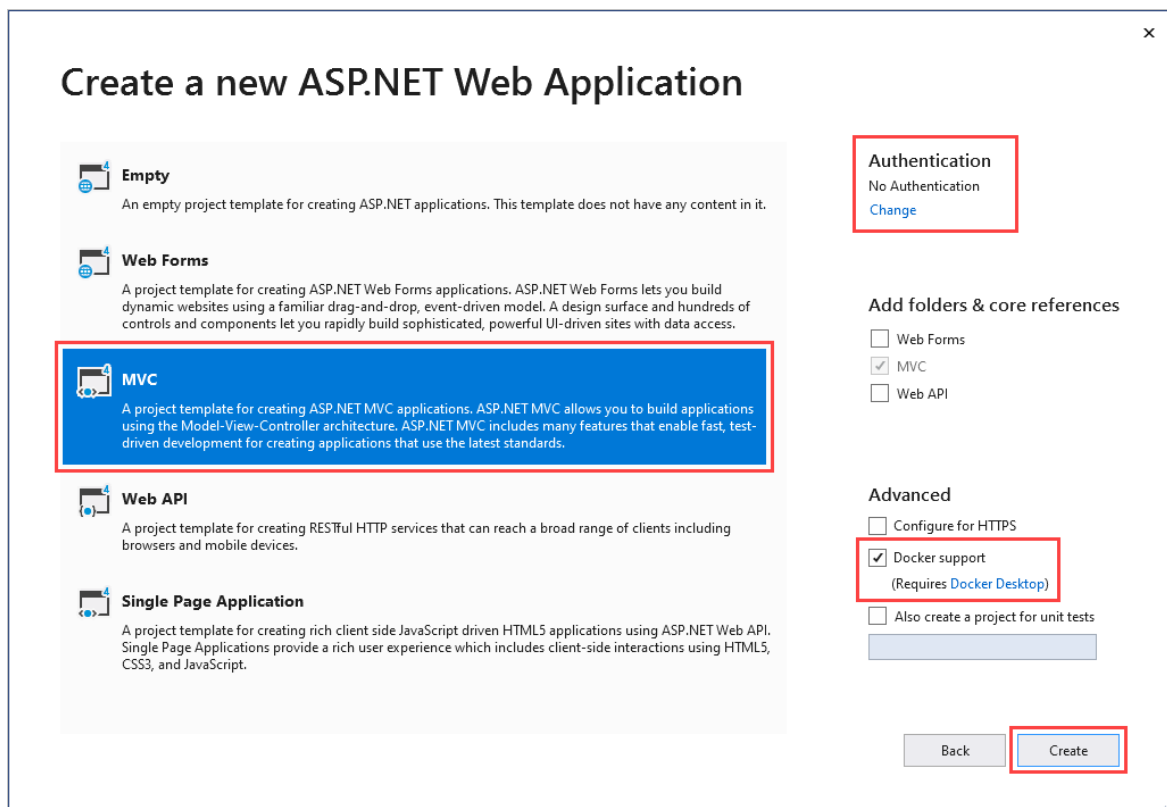 ×
Create a new ASP.NET Web Application
4
Empty
An empty project template for creating ASP.NET applications. This template does not have any content in it.
4
Web Forms
A project template for creating ASP.NET Web Forms applications. ASP.NET Web Forms lets you build
dynamic websites using a familiar drag-and-drop, event-driven model. A design surface and hundreds of
controls and components let you rapidly build sophisticated, powerful UI-driven sites with data access.
4
MVC
A project template for creating ASP.NET MVC applications. ASP.NET MVC allows you to build applications
using the Model-View-Controller architecture. ASP.NET MVC includes many features that enable fast, test-
driven development for creating applications that use the latest standards.
4
Web API
A project template for creating RESTful HTTP services that can reach a broad range of clients including
browsers and mobile devices.
4
Single Page Application
A project template for creating rich client side JavaScript driven HTML5 applications using ASP.NET Web API.
Single Page Applications provide a rich user experience which includes client-side interactions using HTML5,
CSS3, and JavaScript.
Authentication
No Authentication
Change
Add folders & core references
Web Forms
MVC
Web API
Advanced
Configure for HTTPS
Docker support
(Requires Docker Desktop)
Also create a project for unit tests
Back
Create